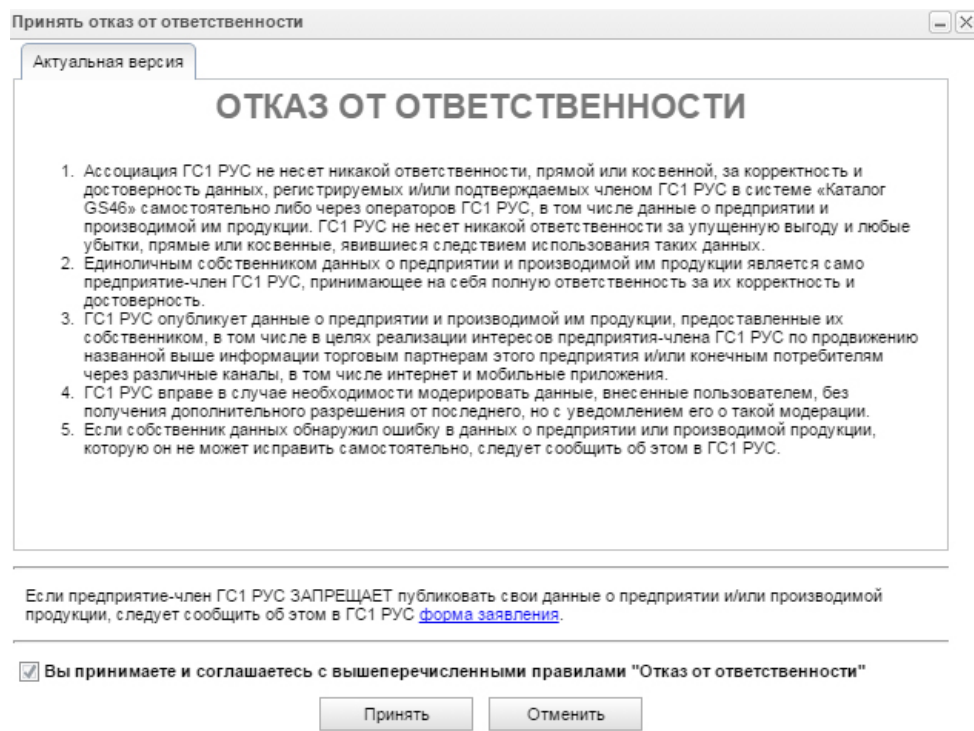 Принять отказ от ответственности
Актуальная версия
ОТКАЗ ОТ ОТВЕТСТВЕННОСТИ
1. Ассоциация ГС1 РУС не несет никакой ответственности, прямой или косвенной, за корректность и
достоверность данных, регистрируемых и/или подтверждаемых членом ГС1 РУС в системе «Каталог
GS46» самостоятельно либо через операторов ГС1 РУС, в том числе данные о предприятии и
производимой им продукции. ГС1 РУС не несет никакой ответственности за упущенную выгоду и любые
убытки, прямые или косвенные, явившиеся следствием использования таких данных.
2. Единоличным собственником данных о предприятии и производимой им продукции является само
предприятие-член ГС1 РУС, принимающее на себя полную ответственность за их корректность и
достоверность.
3. ГС1 РУС опубликует данные о предприятии и производимой им продукции, предоставленные их
собственником, в том числе в целях реализации интересов предприятия-члена ГС1 РУС по продвижению
названной выше информации торговым партнерам этого предприятия и/или конечным потребителям
через различные каналы, в том числе интернет и мобильные приложения.
4. ГС1 РУС вправе в случае необходимости модерировать данные, внесенные пользователем, без
получения дополнительного разрешения от последнего, но с уведомлением его о такой модерации.
5. Если собственник данных обнаружил ошибку в данных о предприятии или производимой продукции,
которую он не может исправить самостоятельно, следует сообщить об этом в ГС1 РУС.
Если предприятие-член ГС1 РУС ЗАПРЕЩАЕТ публиковать свои данные о предприятии и/или производимой
продукции, следует сообщить об этом в ГС1 РУС форма заявления.
Вы принимаете и соглашаетесь с вышеперечисленными правилами "Отказ от ответственности"
Принять Отменить